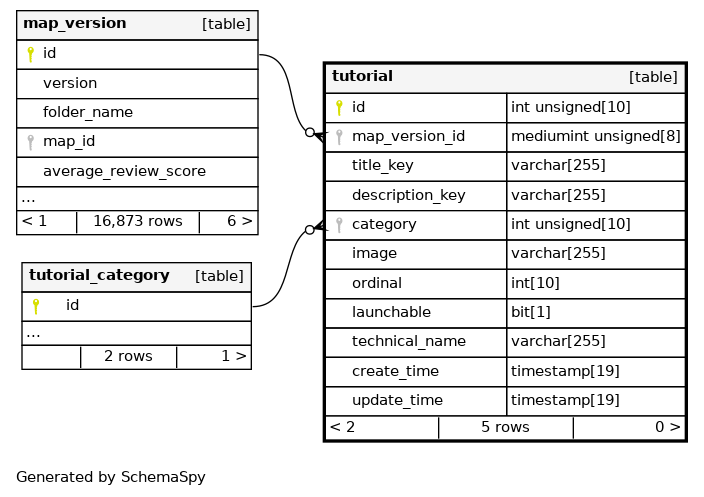 map_version [table]
id
version
folder_name
map_id
average_review_score
...
< 1 16,873 rows 6 >
tutorial_category [table]
id
...
2 rows 1 >
tutorial [table]
id int unsigned[10]
map_version_id mediumint unsigned[8]
title_key varchar[255]
description_key varchar[255]
category int unsigned[10]
image varchar[255]
ordinal int[10]
launchable bit[1]
technical_name varchar[255]
create_time timestamp[19]
update_time timestamp[19]
< 2 5 rows 0 >
Generated by SchemaSpy